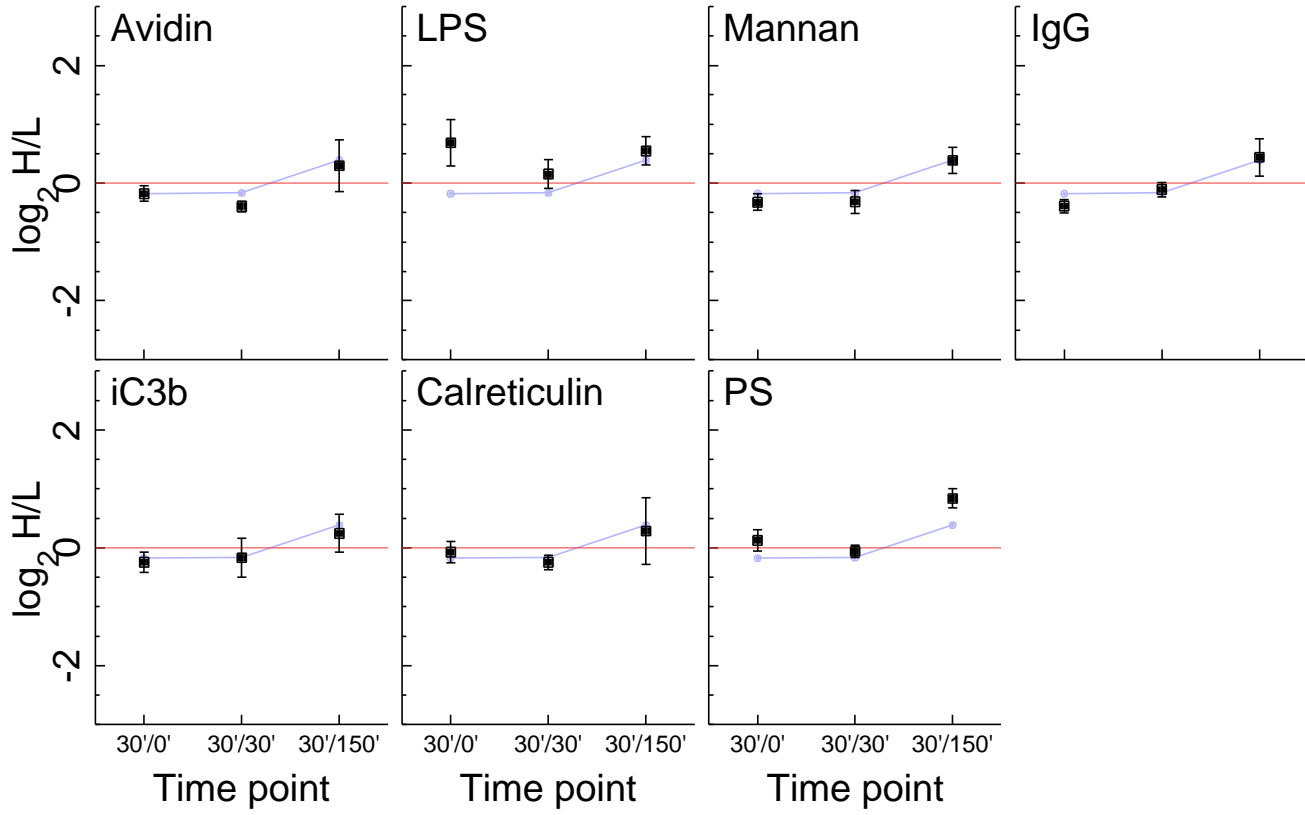 Avidin
LPS
Mannan
IgG
log2 H/L
2
0
-2
iC3b
Calreticulin
PS
log2 H/L
2
0
-2
30'/0' 30'/30' 30'/150'
30'/0' 30'/30' 30'/150'
30'/0' 30'/30' 30'/150'
Time point
Time point
Time point